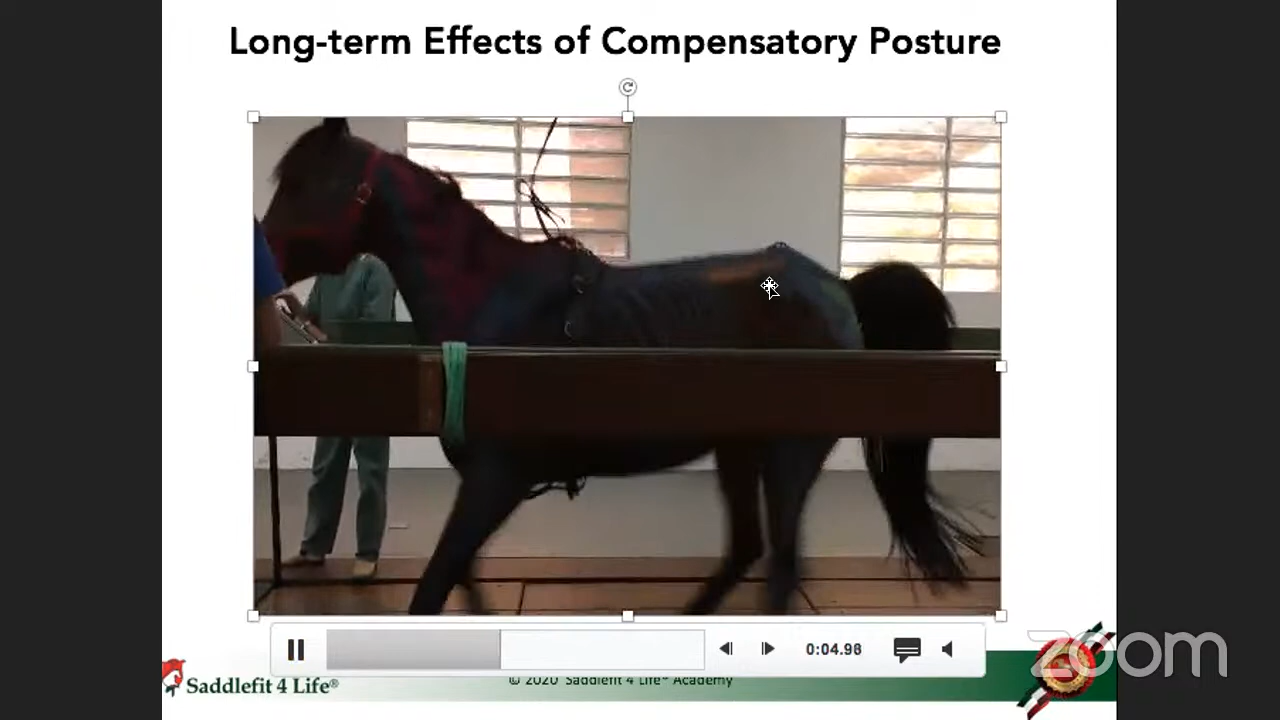 Long-term Effects of Compensatory Posture
0:04.98
Saddlefit 4 Life®
© 2020 Saddlefit 4 Life® Academy
zoom